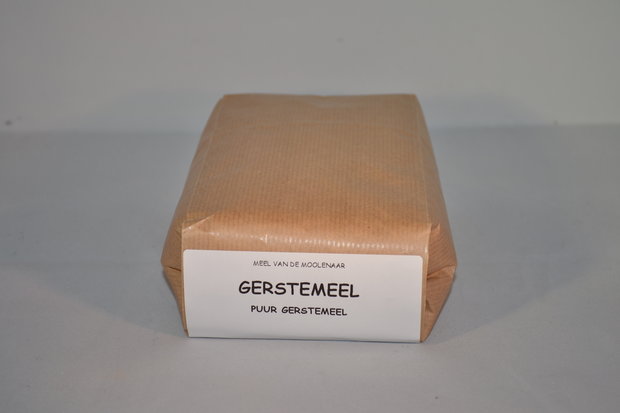 MEEL VAN DE MOOLENAAR
GERSTEMEEL
PUUR GERSTEMEEL